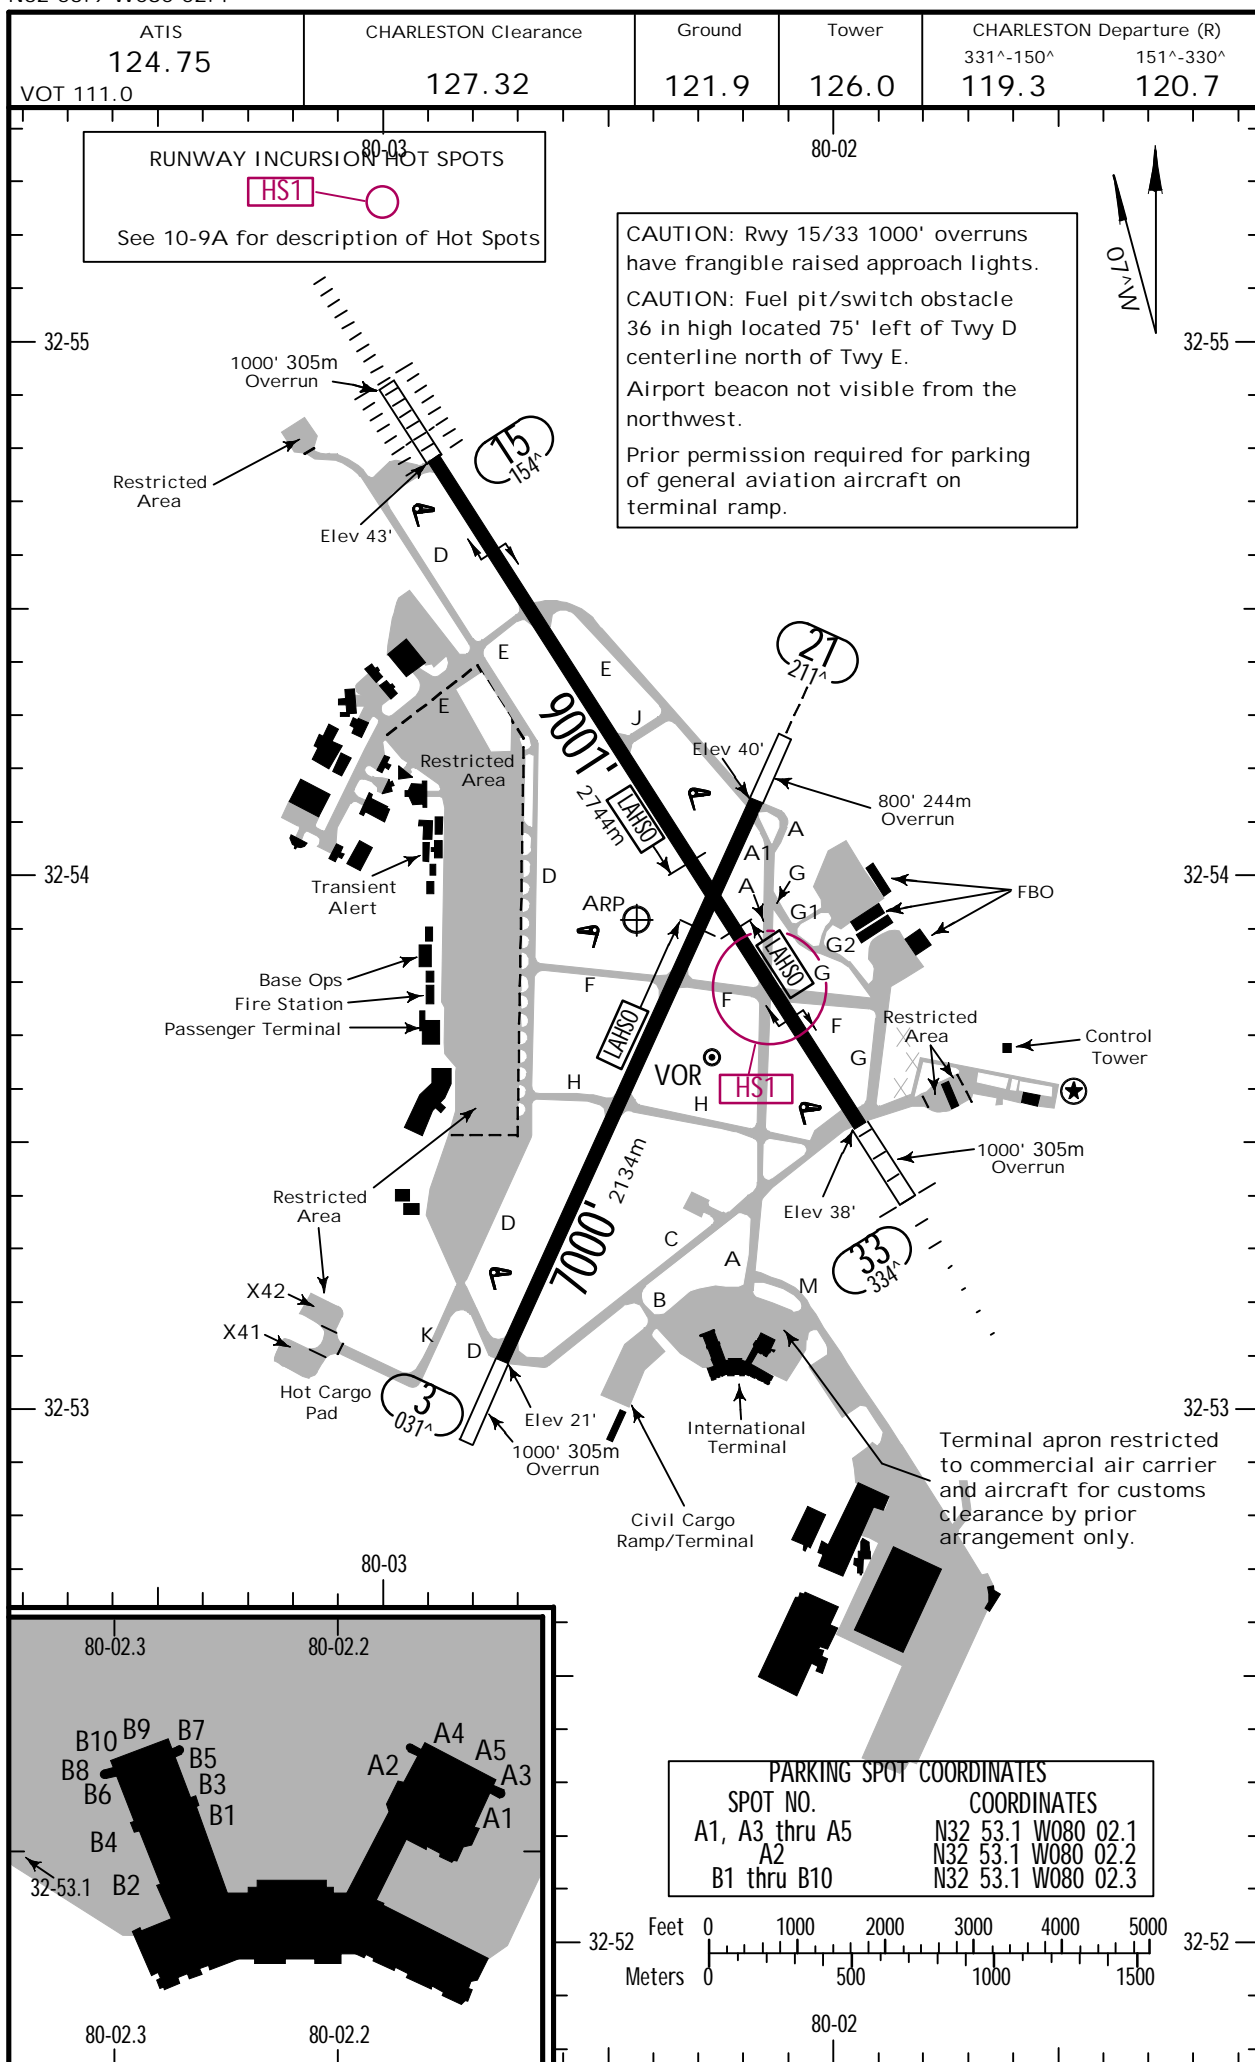 ATIS
124.75
VOT 111.0
CHARLESTON Clearance
127.32
Ground
121.9
Tower
126.0
CHARLESTON Departure (R)
331^-150^ 151^-330^
119.3 120.7
80-03
80-02
RUNWAY INCURSION HOT SPOTS
HS1
See 10-9A for description of Hot Spots
CAUTION: Rwy 15/33 1000' overruns
have frangible raised approach lights.
CAUTION: Fuel pit/switch obstacle
36 in high located 75' left of Twy D
centerline north of Twy E.
Airport beacon not visible from the
northwest.
Prior permission required for parking
of general aviation aircraft on
terminal ramp.
07^W
32-55
32-55
1000' 305m
Overrun
15
154^
Restricted
Area
Elev 43'
D
E
E
E
J
21
211^
9001'
2744m
LAHSO
Elev 40'
Restricted
Area
800' 244m
Overrun
A
A1
G
A
G1
G2
G
32-54
32-54
FBO
Transient
Alert
D
ARP
LAHSO
Base Ops
Fire Station
Passenger Terminal
F
F
F
LAHSO
Restricted
Area
Control
Tower
G
VOR
HS1
H
H
1000' 305m
Overrun
2134m
7000'
Elev 38'
33
334^
Restricted
Area
D
C
A
M
B
X42
X41
K
D
Hot Cargo
Pad
3
031^
Elev 21'
1000' 305m
Overrun
32-53
32-53
International
Terminal
Civil Cargo
Ramp/Terminal
Terminal apron restricted
to commercial air carrier
and aircraft for customs
clearance by prior
arrangement only.
80-03
80-02.3
80-02.2
B10
B9
B7
B8
B5
B6
B3
B4
B1
B2
A4
A2
A5
A3
A1
32-53.1
80-02.3
80-02.2
PARKING SPOT COORDINATES
SPOT NO. COORDINATES
A1, A3 thru A5 N32 53.1 W080 02.1
A2 N32 53.1 W080 02.2
B1 thru B10 N32 53.1 W080 02.3
32-52
32-52
Feet 0 1000 2000 3000 4000 5000
Meters 0 500 1000 1500
80-02